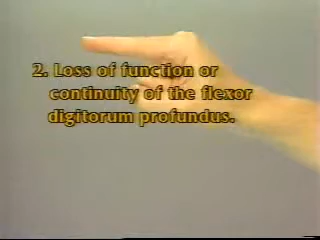 2. Loss of function or
continuity of the flexor
digitorum profundus.